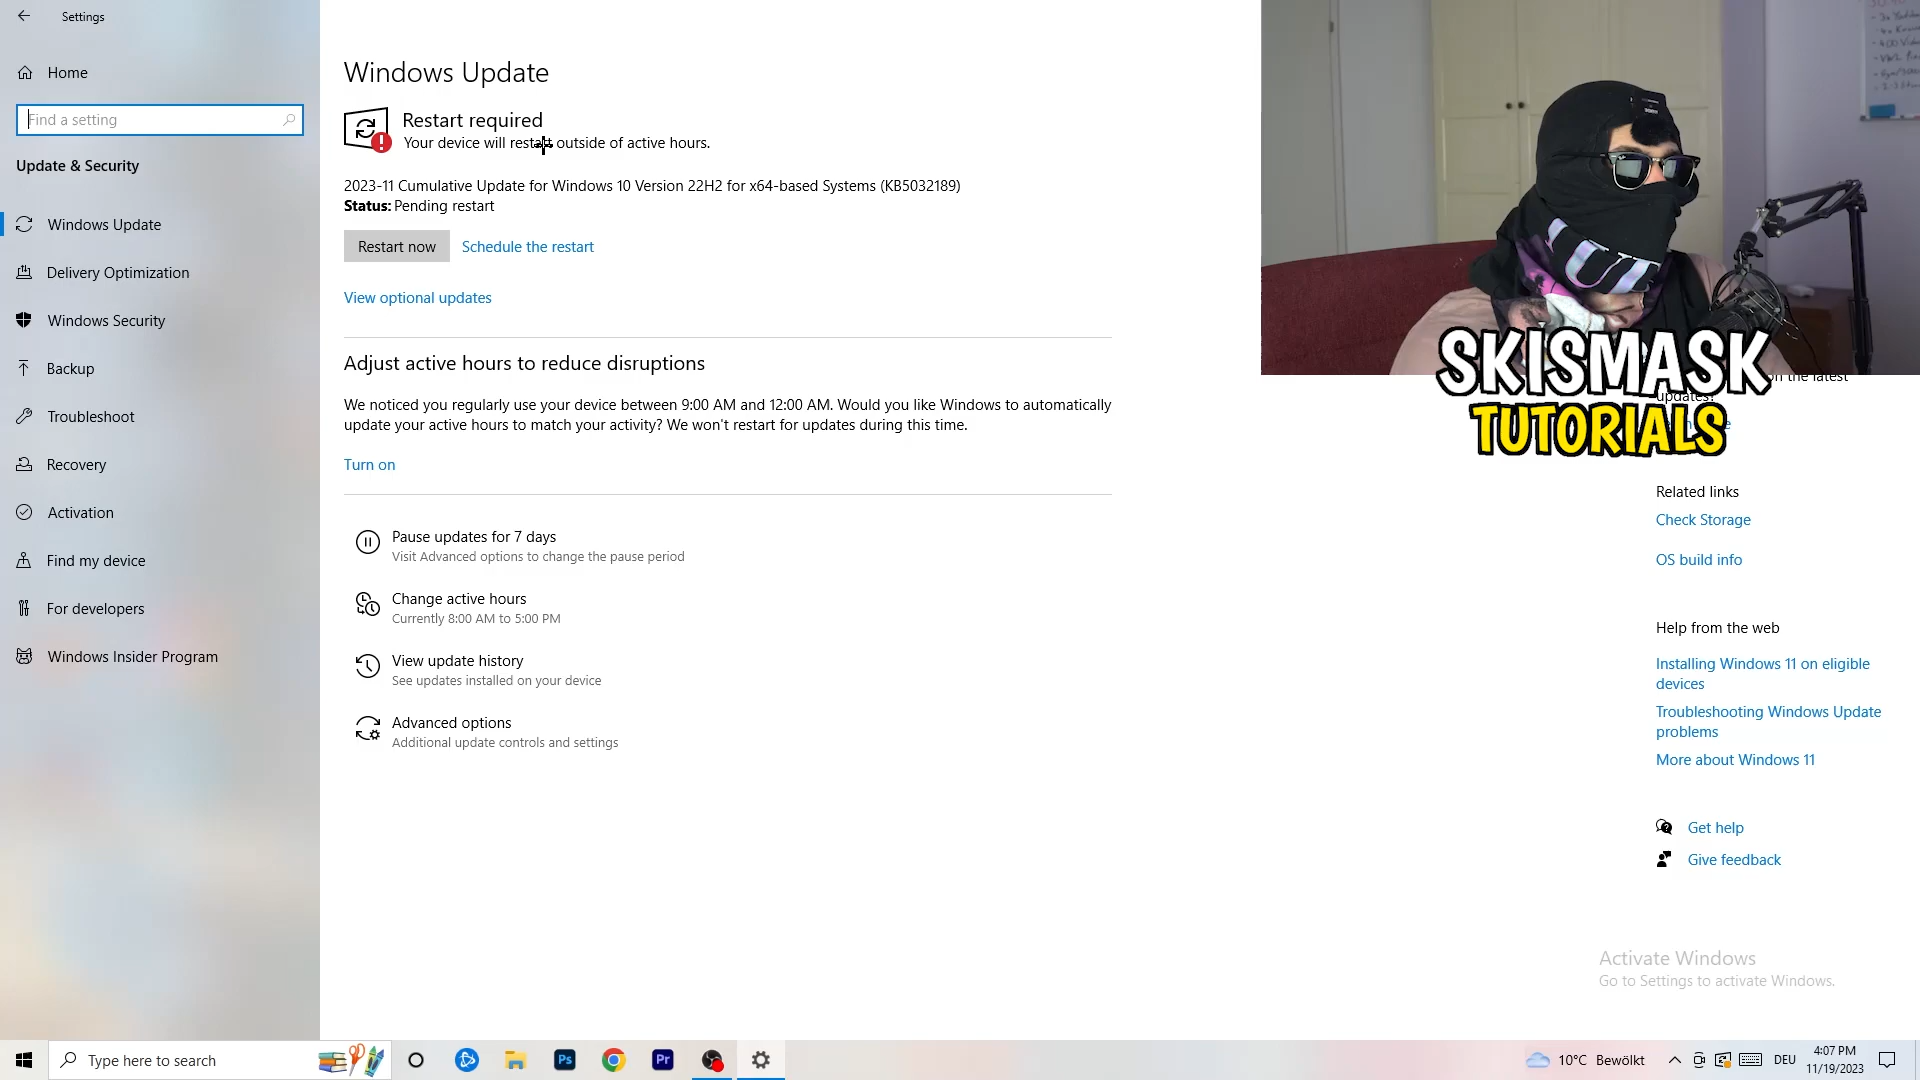 Settings
Home
Find a setting
Update & Security
Windows Update
Delivery Optimization
Windows Security
Backup
Troubleshoot
Recovery
Activation
Find my device
For developers
Windows Insider Program
Windows Update
Restart required
Your device will restart outside of active hours.
2023-11 Cumulative Update for Windows 10 Version 22H2 for x64-based Systems (KB5032189)
Status: Pending restart
Restart now
Schedule the restart
View optional updates
Adjust active hours to reduce disruptions
We noticed you regularly use your device between 9:00 AM and 12:00 AM. Would you like Windows to automatically
update your active hours to match your activity? We won't restart for updates during this time.
Turn on
Pause updates for 7 days
Visit Advanced options to change the pause period
Change active hours
Currently 8:00 AM to 5:00 PM
View update history
See updates installed on your device
Advanced options
Additional update controls and settings
SKISMASK
TUTORIALS
on the latest
updates?
Related links
Check Storage
OS build info
Help from the web
Installing Windows 11 on eligible
devices
Troubleshooting Windows Update
problems
More about Windows 11
Get help
Give feedback
Activate Windows
Go to Settings to activate Windows.
Type here to search
Ps
Pr
10°C Bewölkt
DEU
4:07 PM
11/19/2023